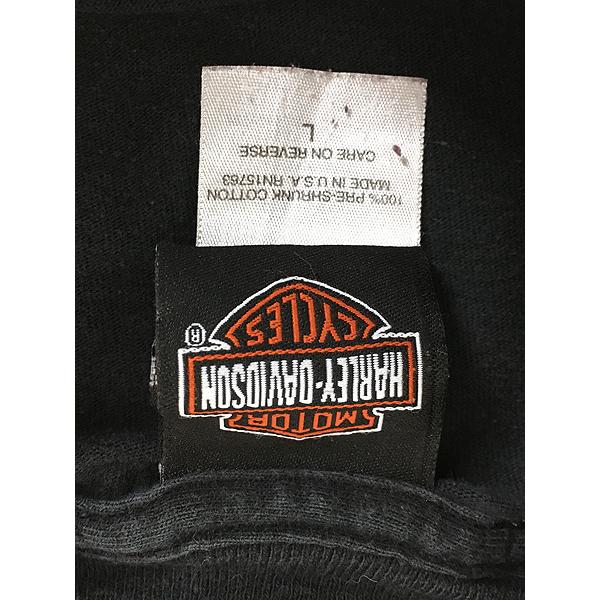 MOTOR
HARLEY-DAVIDSON
CYCLES
®
100% PRE-SHRUNK COTTON
MADE IN U.S.A. RN15763
CARE ON REVERSE
L